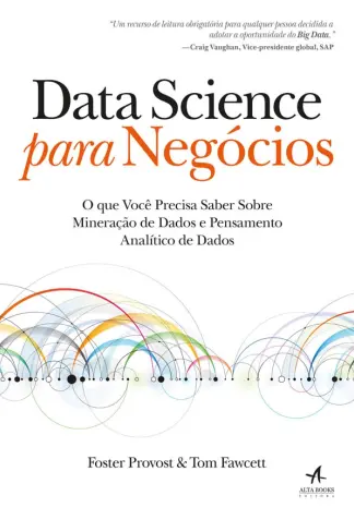 "Um recurso de leitura obrigatória para qualquer pessoa decidida a
adotar a oportunidade do Big Data."
—Craig Vaughan, Vice-presidente global, SAP
Data Science
para Negócios
O que Você Precisa Saber Sobre
Mineração de Dados e Pensamento
Analítico de Dados
Foster Provost & Tom Fawcett
ALTA BOOKS
EDITORA